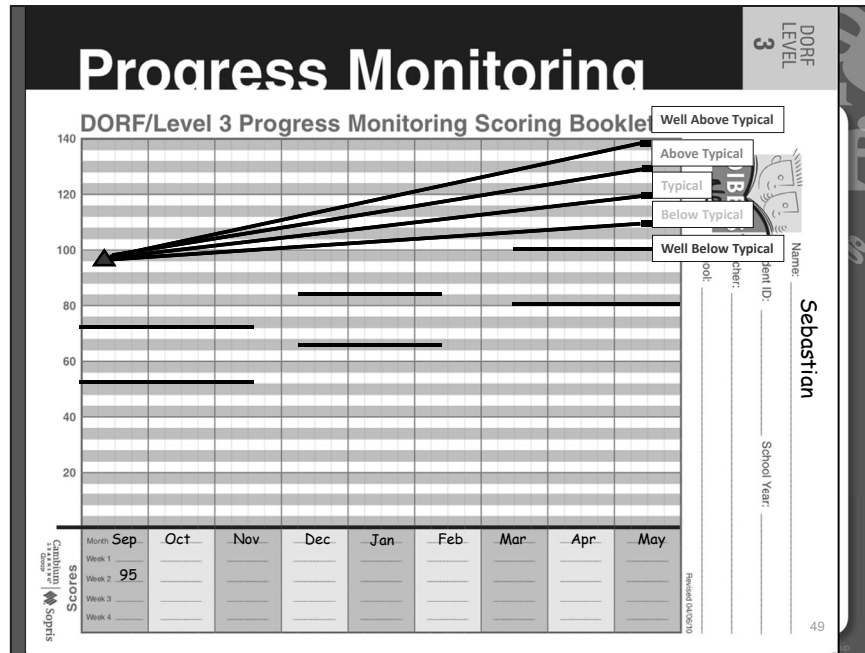 DORF
LEVEL
3
Progress Monitoring
DORF/Level 3 Progress Monitoring Scoring Booklet
Well Above Typical
Above Typical
Typical
Below Typical
Well Below Typical
140
120
100
80
60
40
20
Name:
Sebastian
School Year:
Month Sep Oct Nov Dec Jan Feb Mar Apr May
Week 1
Week 2 95
Week 3
Week 4
Scores
Cambium
LEARNING
Group
Sopris
Revised 04/06/10
49